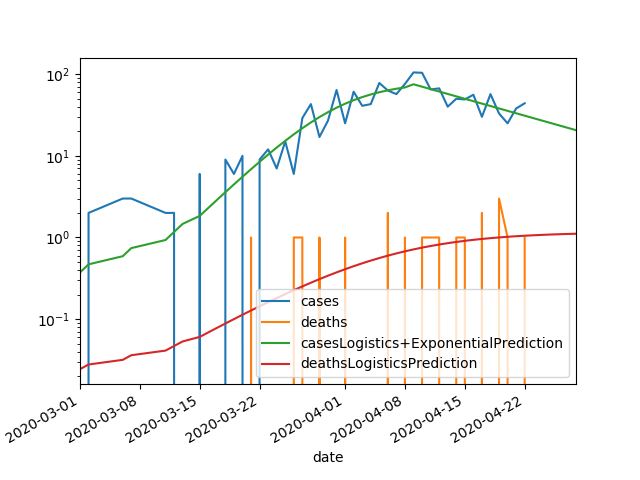 10²
10¹
10⁰
10⁻¹
cases
deaths
casesLogistics+ExponentialPrediction
deathsLogisticsPrediction
2020-03-01
2020-03-08
2020-03-15
2020-03-22
2020-04-01
2020-04-08
2020-04-15
2020-04-22
date